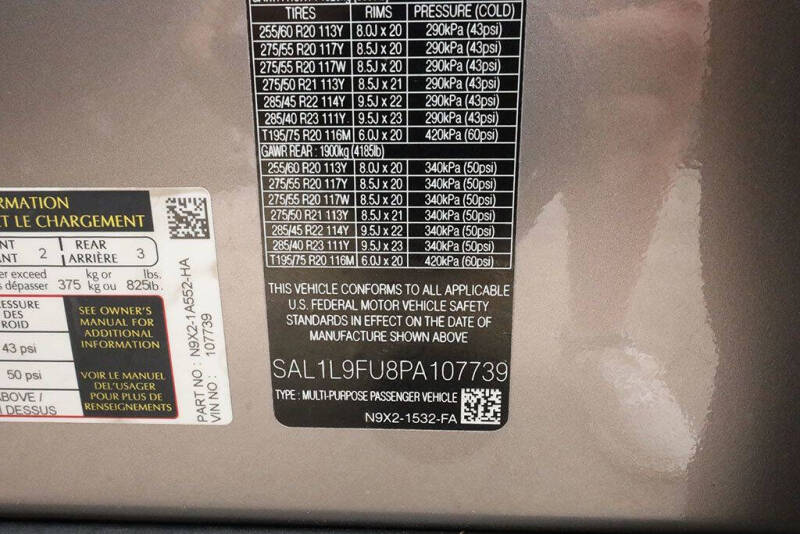 TIRES RIMS PRESSURE (COLD)
255/60 R20 113Y 8.0J x 20 290kPa (43psi)
275/55 R20 117Y 8.5J x 20 290kPa (43psi)
275/55 R20 117W 8.5J x 20 290kPa (43psi)
275/50 R21 113Y 8.5J x 21 290kPa (43psi)
285/45 R22 114Y 9.5J x 22 290kPa (43psi)
285/40 R23 111Y 9.5J x 23 290kPa (43psi)
T195/75 R20 116M 6.0J x 20 420kPa (60psi)
GAWR REAR : 1900kg (4185lb)
255/60 R20 113Y 8.0J x 20 340kPa (50psi)
275/55 R20 117Y 8.5J x 20 340kPa (50psi)
275/55 R20 117W 8.5J x 20 340kPa (50psi)
275/50 R21 113Y 8.5J x 21 340kPa (50psi)
285/45 R22 114Y 9.5J x 22 340kPa (50psi)
285/40 R23 111Y 9.5J x 23 340kPa (50psi)
T195/75 R20 116M 6.0J x 20 420kPa (60psi)
THIS VEHICLE CONFORMS TO ALL APPLICABLE
U.S. FEDERAL MOTOR VEHICLE SAFETY
STANDARDS IN EFFECT ON THE DATE OF
MANUFACTURE SHOWN ABOVE
SAL1L9FU8PA107739
TYPE : MULTI-PURPOSE PASSENGER VEHICLE
N9X2-1532-FA
RMATION
ET LE CHARGEMENT
NT 2 REAR 3
ANT ARRIÈRE
er exceed kg or lbs.
s dépasser 375 kg ou 825lb.
ESSURE
DES
ROID
43 psi
50 psi
ABOVE /
DESSUS
SEE OWNER'S
MANUAL FOR
ADDITIONAL
INFORMATION
VOIR LE MANUEL
DEL'USAGER
POUR PLUS DE
RENSEIGNEMENTS
PART NO : N9X2-1A552-HA
VIN NO : 107739